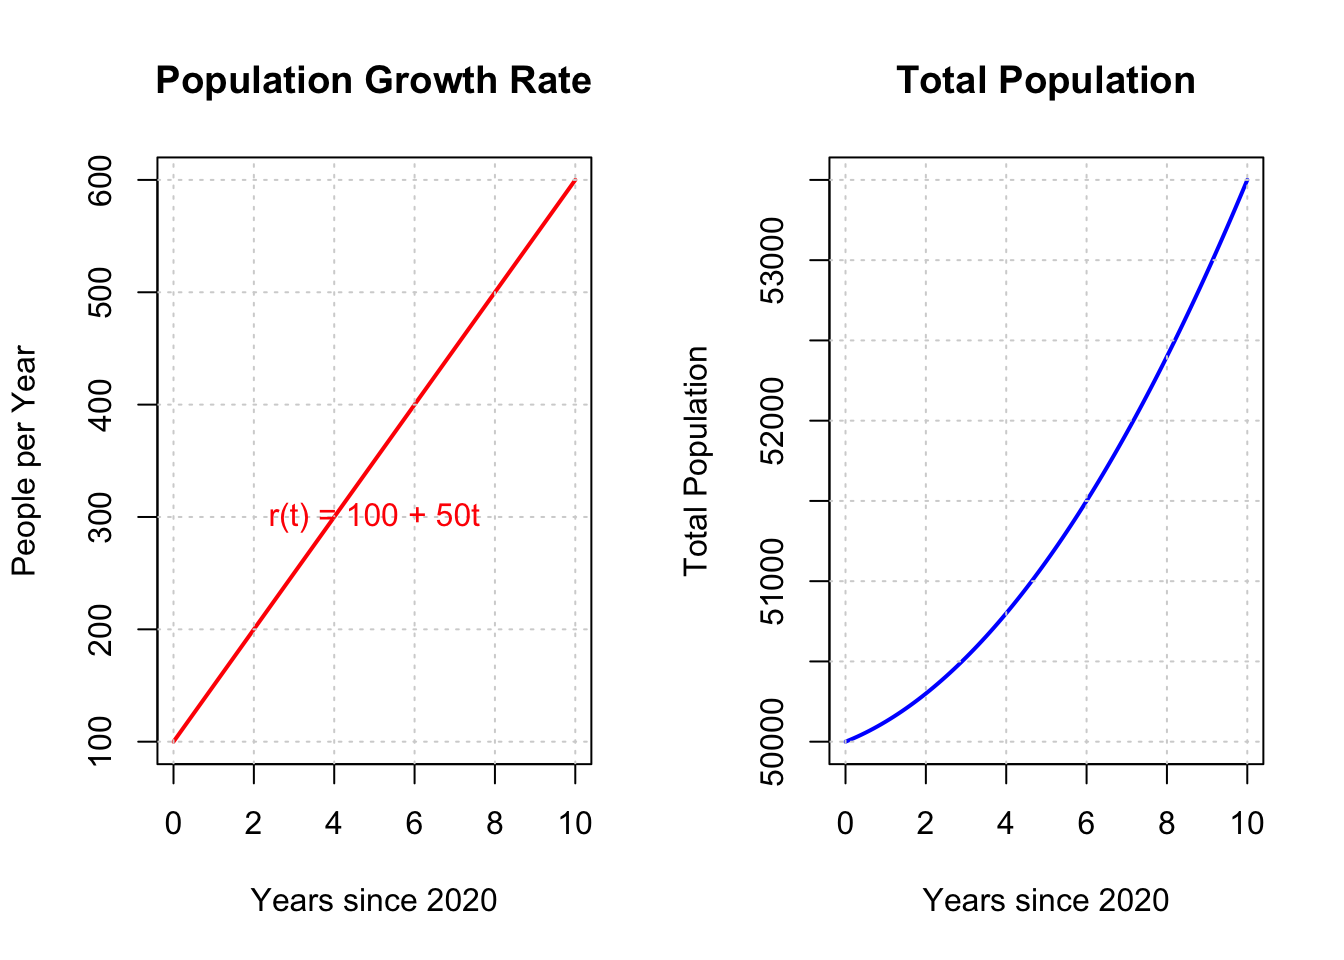 Population Growth Rate
People per Year
600
500
400
300
200
100
r(t) = 100 + 50t
0 2 4 6 8 10
Years since 2020
Total Population
Total Population
53000
52000
51000
50000
0 2 4 6 8 10
Years since 2020